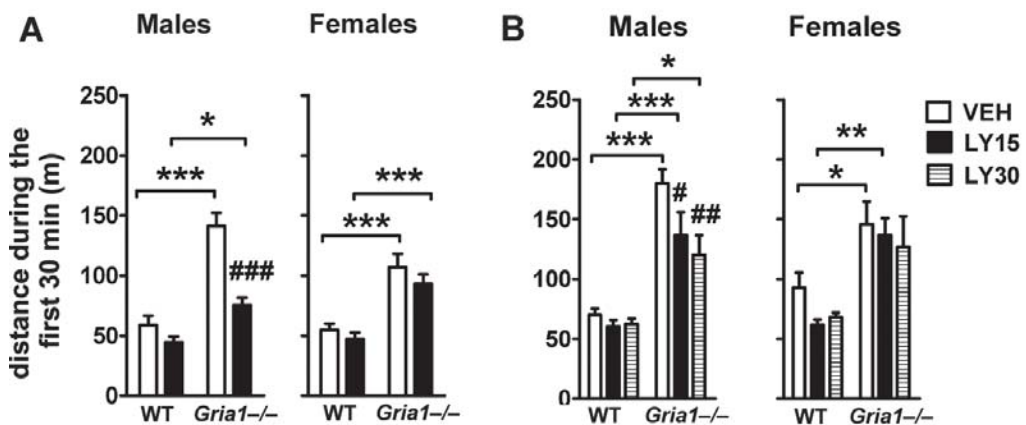 A
Males
Females
B
Males
Females
distance during the
first 30 min (m)
250
200
150
100
50
0
*
***
###
***
***
WT
Gria1–/–
WT
Gria1–/–
250
200
150
100
50
0
*
***
***
#
##
**
*
WT
Gria1–/–
WT
Gria1–/–
VEH
LY15
LY30